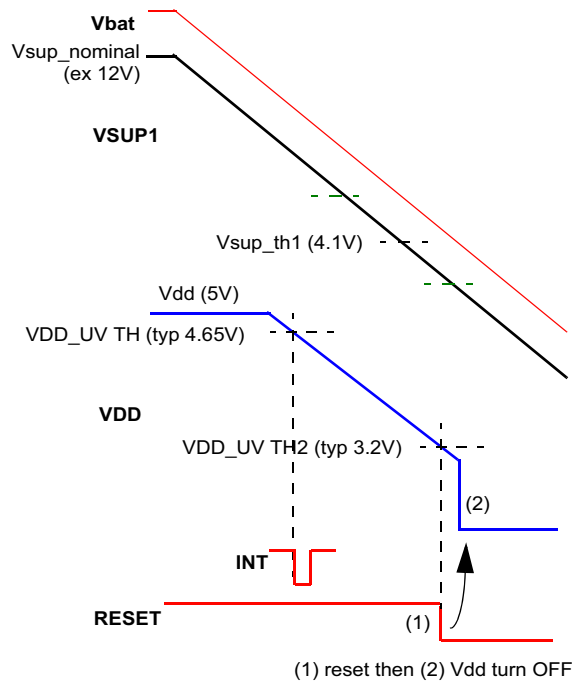 Vbat
Vsup_nominal
(ex 12V)
VSUP1
Vsup_th1 (4.1V)
Vdd (5V)
VDD_UV TH (typ 4.65V)
VDD
VDD_UV TH2 (typ 3.2V)
(2)
INT
RESET
(1)
(1) reset then (2) Vdd turn OFF